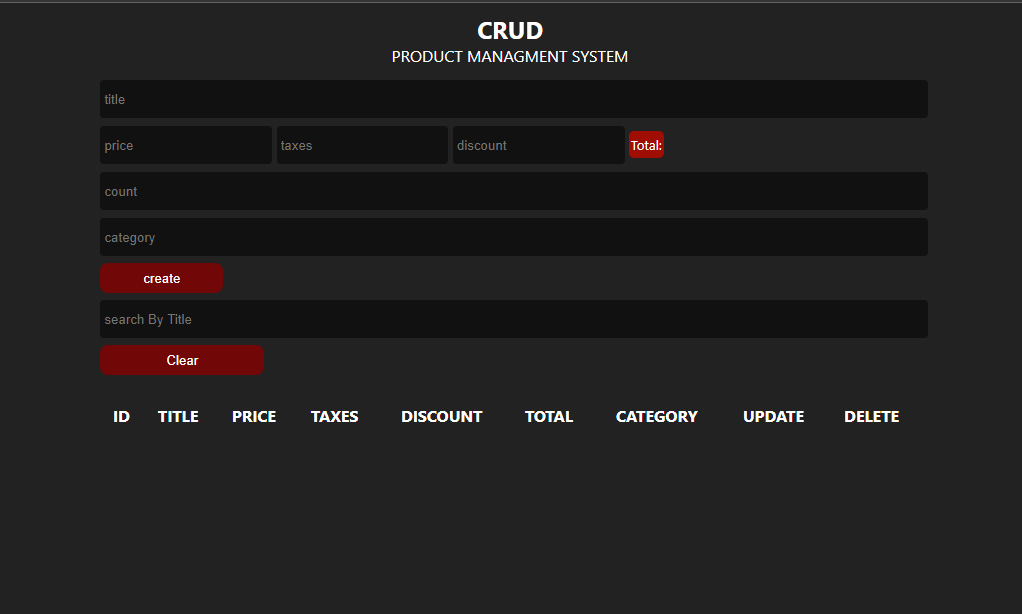 CRUD
PRODUCT MANAGMENT SYSTEM
title
price taxes discount Total:
count
category
create
search By Title
Clear
ID TITLE PRICE TAXES DISCOUNT TOTAL CATEGORY UPDATE DELETE